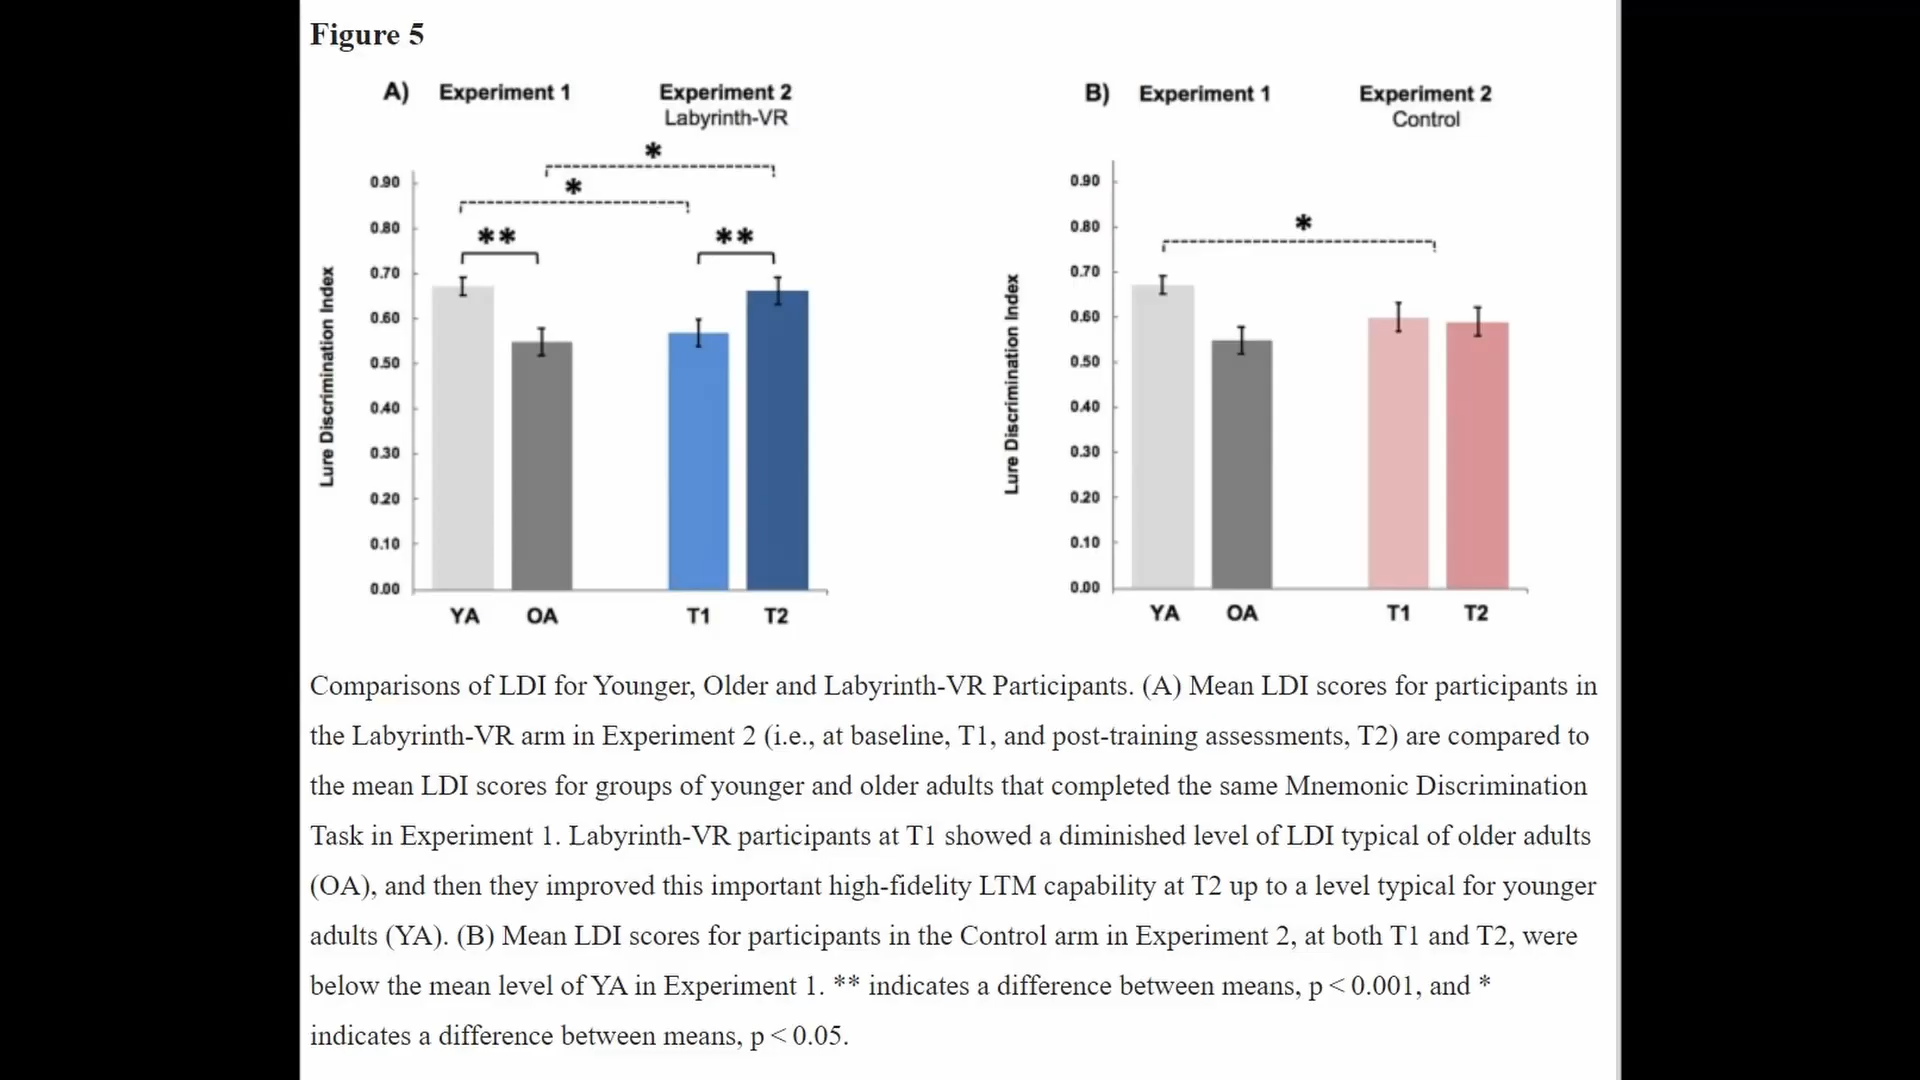 Figure 5
A) Experiment 1 Experiment 2
Labyrinth-VR
*
*
** **
0.90
0.80
0.70
0.60
0.50
0.40
0.30
0.20
0.10
0.00
Lure Discrimination Index
YA OA T1 T2
B) Experiment 1 Experiment 2
Control
*
0.90
0.80
0.70
0.60
0.50
0.40
0.30
0.20
0.10
0.00
Lure Discrimination Index
YA OA T1 T2
Comparisons of LDI for Younger, Older and Labyrinth-VR Participants. (A) Mean LDI scores for participants in
the Labyrinth-VR arm in Experiment 2 (i.e., at baseline, T1, and post-training assessments, T2) are compared to
the mean LDI scores for groups of younger and older adults that completed the same Mnemonic Discrimination
Task in Experiment 1. Labyrinth-VR participants at T1 showed a diminished level of LDI typical of older adults
(OA), and then they improved this important high-fidelity LTM capability at T2 up to a level typical for younger
adults (YA). (B) Mean LDI scores for participants in the Control arm in Experiment 2, at both T1 and T2, were
below the mean level of YA in Experiment 1. ** indicates a difference between means, p < 0.001, and *
indicates a difference between means, p < 0.05.